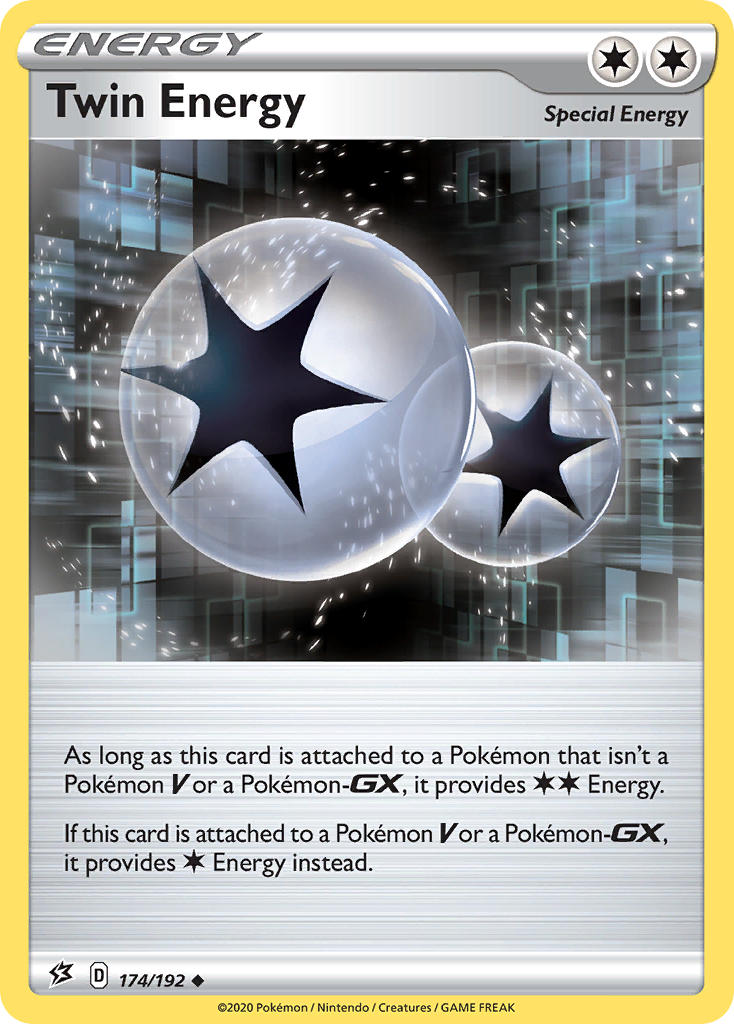 ENERGY
Twin Energy
Special Energy
As long as this card is attached to a Pokémon that isn't a
Pokémon V or a Pokémon-GX, it provides ✶✶ Energy.
If this card is attached to a Pokémon V or a Pokémon-GX,
it provides ✶ Energy instead.
D 174/192 ◆
©2020 Pokémon / Nintendo / Creatures / GAME FREAK